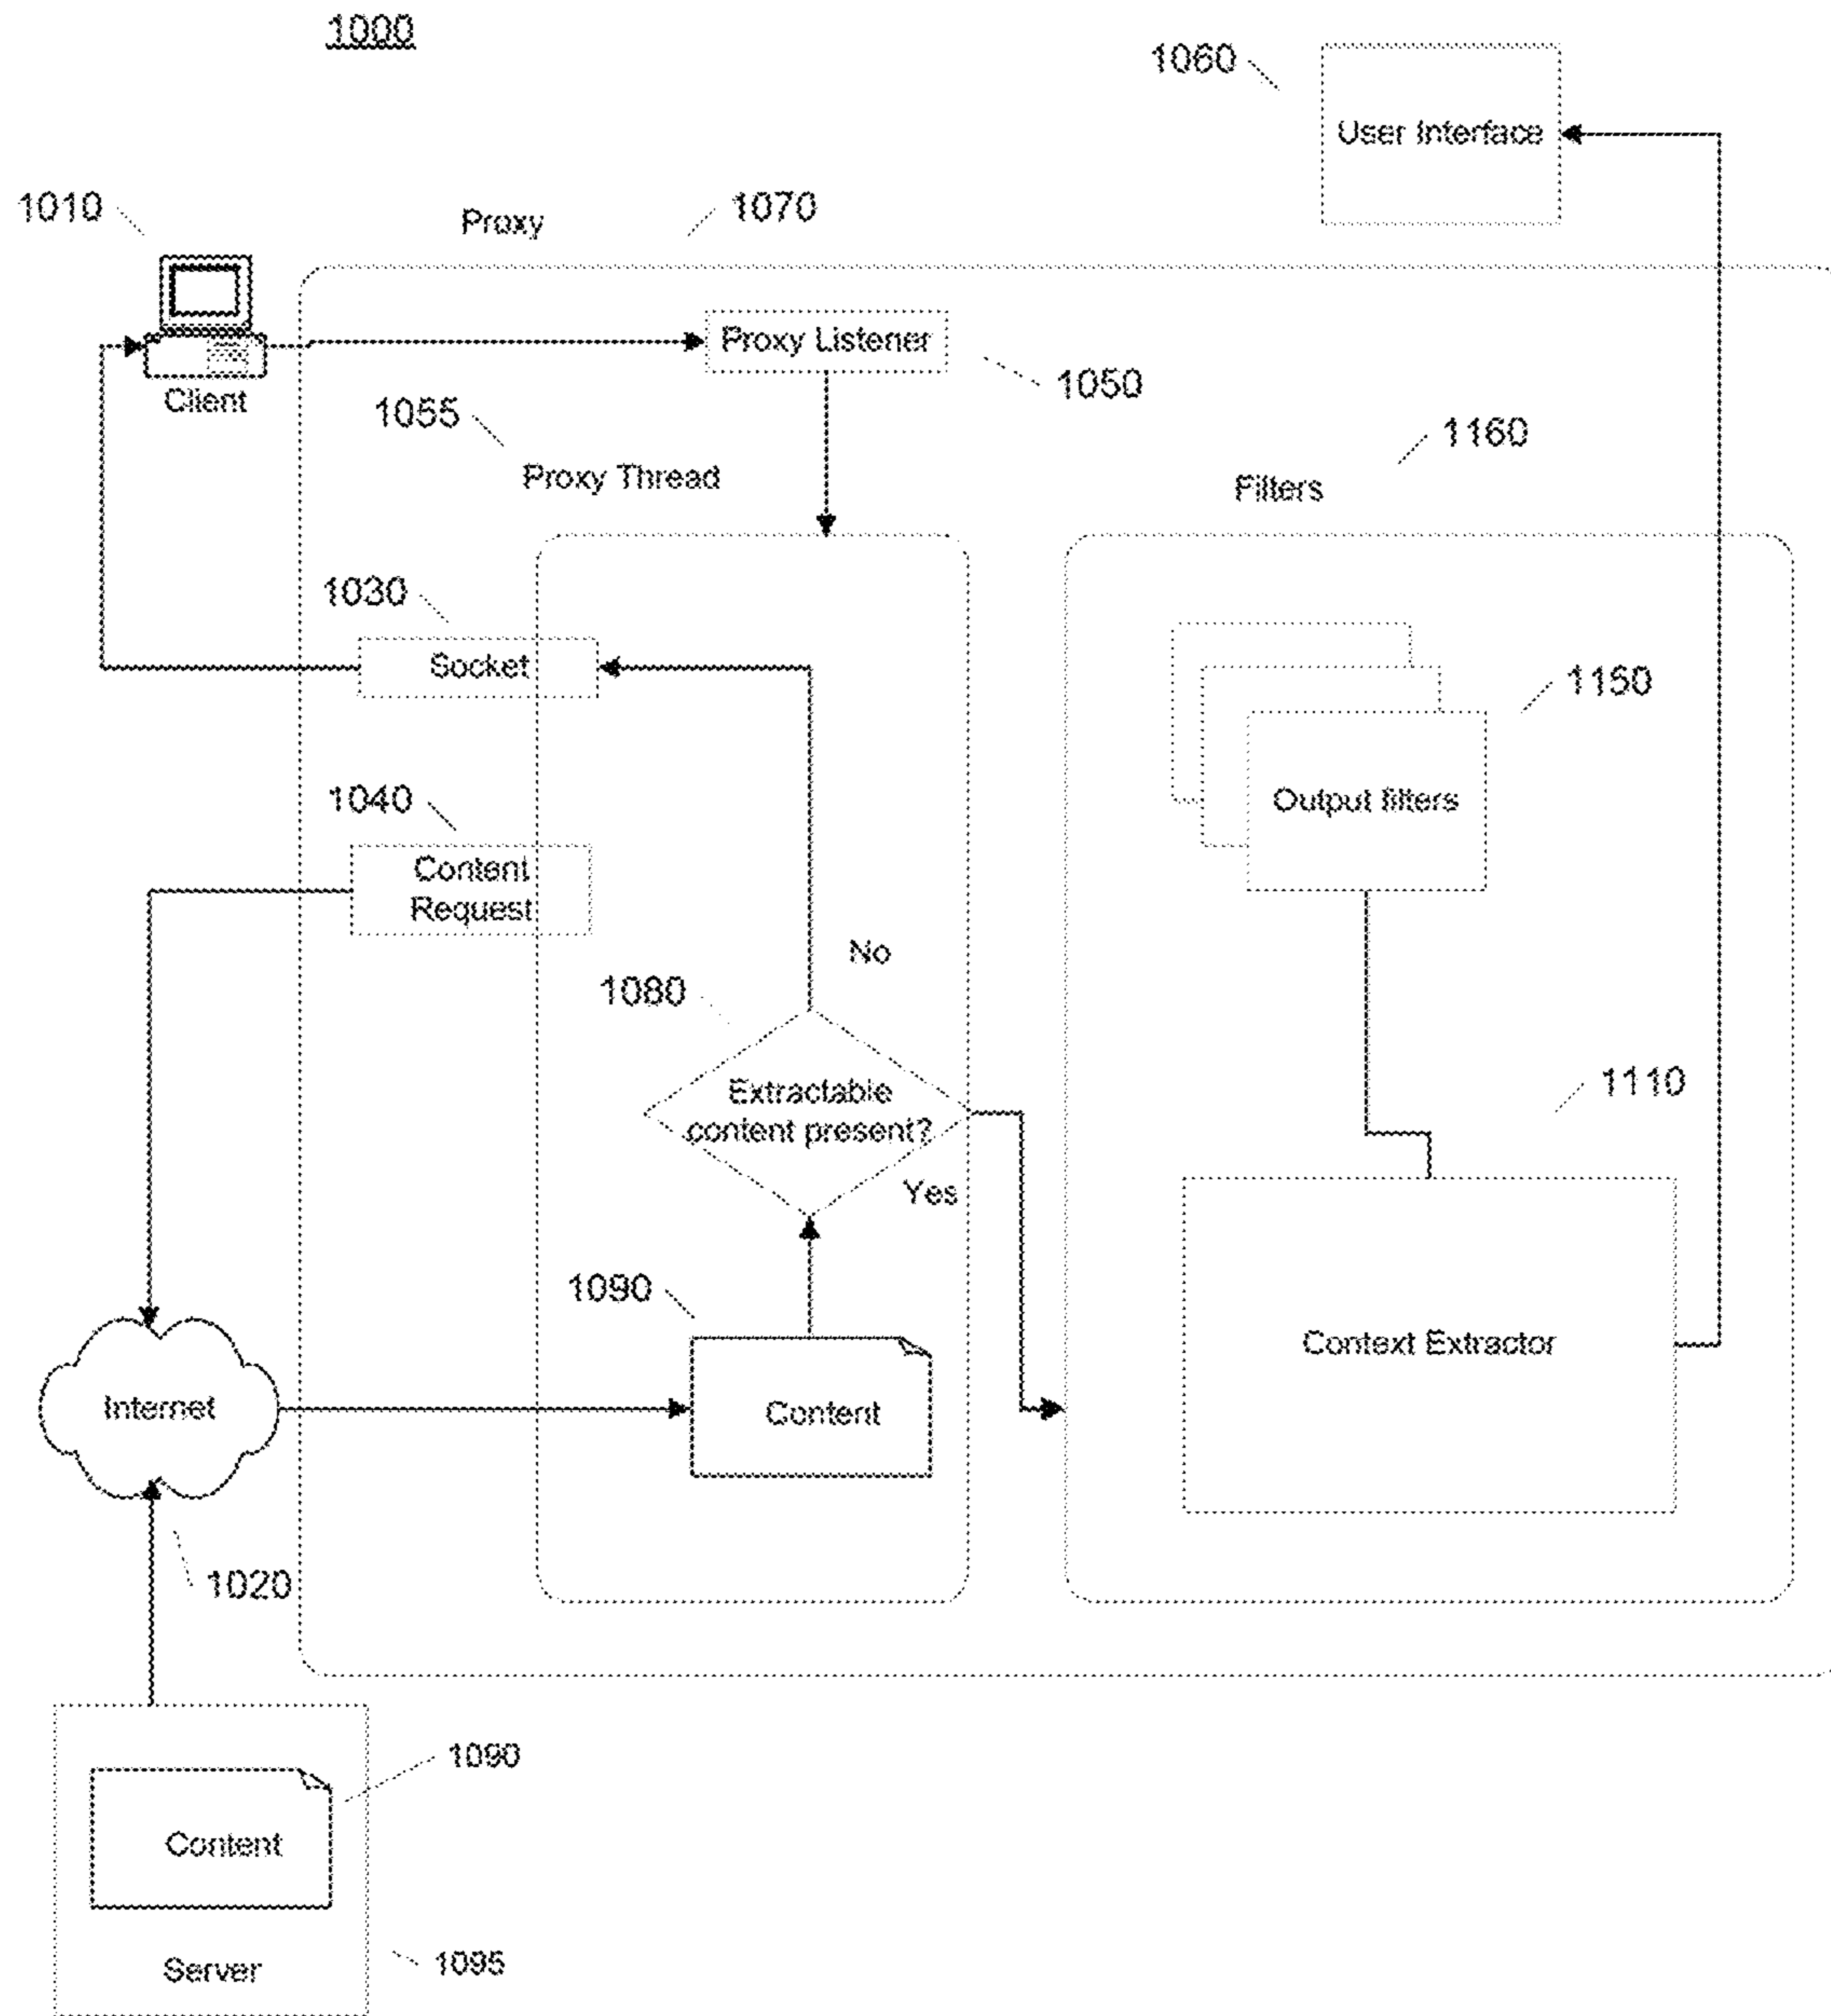 1000
1060
User Interface
1010
Proxy
1070
Client
Proxy Listener
1050
1055
Proxy Thread
1160
Filters
1030
Socket
1150
Output filters
1040
Content
Request
No
1080
Extractable
content present?
Yes
1110
Context Extractor
1090
Content
Internet
1020
1090
Content
Server
1095